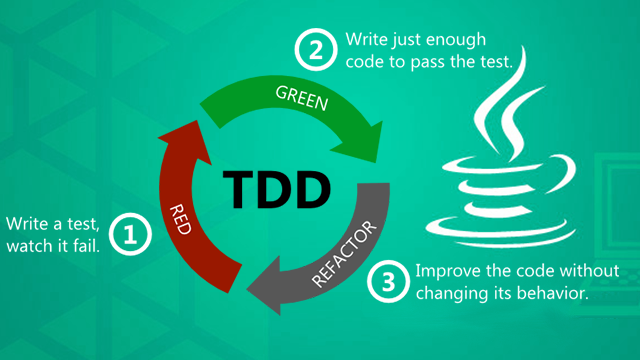 2
Write just enough
code to pass the test.
GREEN
TDD
RED
Write a test,
watch it fail.
1
REFACTOR
3
Improve the code without
changing its behavior.